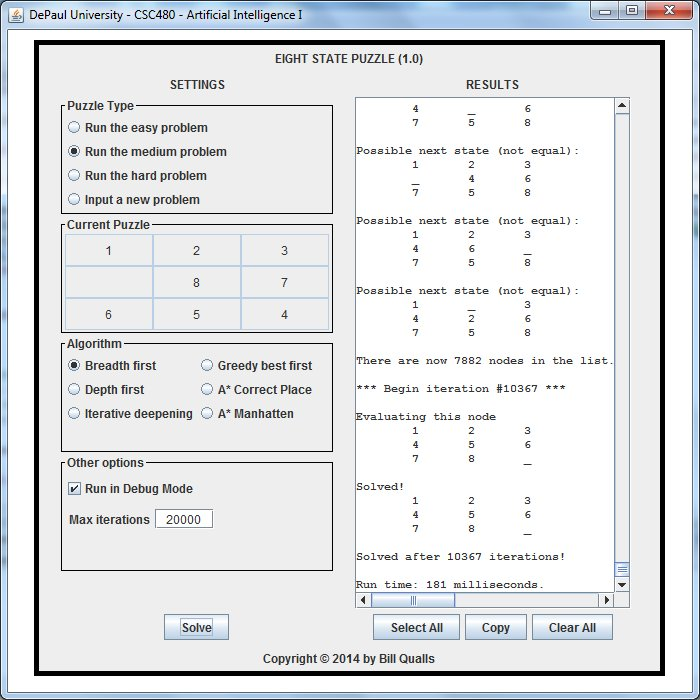 DePaul University - CSC480 - Artificial Intelligence I
EIGHT STATE PUZZLE (1.0)
SETTINGS
Puzzle Type
Run the easy problem
Run the medium problem
Run the hard problem
Input a new problem
Current Puzzle
1 2 3
8 7
6 5 4
Algorithm
Breadth first Greedy best first
Depth first A* Correct Place
Iterative deepening A* Manhatten
Other options
Run in Debug Mode
Max iterations 20000
Solve
RESULTS
4 _ 6
7 5 8
Possible next state (not equal):
1 2 3
_ 4 6
7 5 8
Possible next state (not equal):
1 2 3
4 6 _
7 5 8
Possible next state (not equal):
1 _ 3
4 2 6
7 5 8
There are now 7882 nodes in the list.
*** Begin iteration #10367 ***
Evaluating this node
1 2 3
4 5 6
7 8 _
Solved!
1 2 3
4 5 6
7 8 _
Solved after 10367 iterations!
Run time: 181 milliseconds.
Select All Copy Clear All
Copyright © 2014 by Bill Qualls